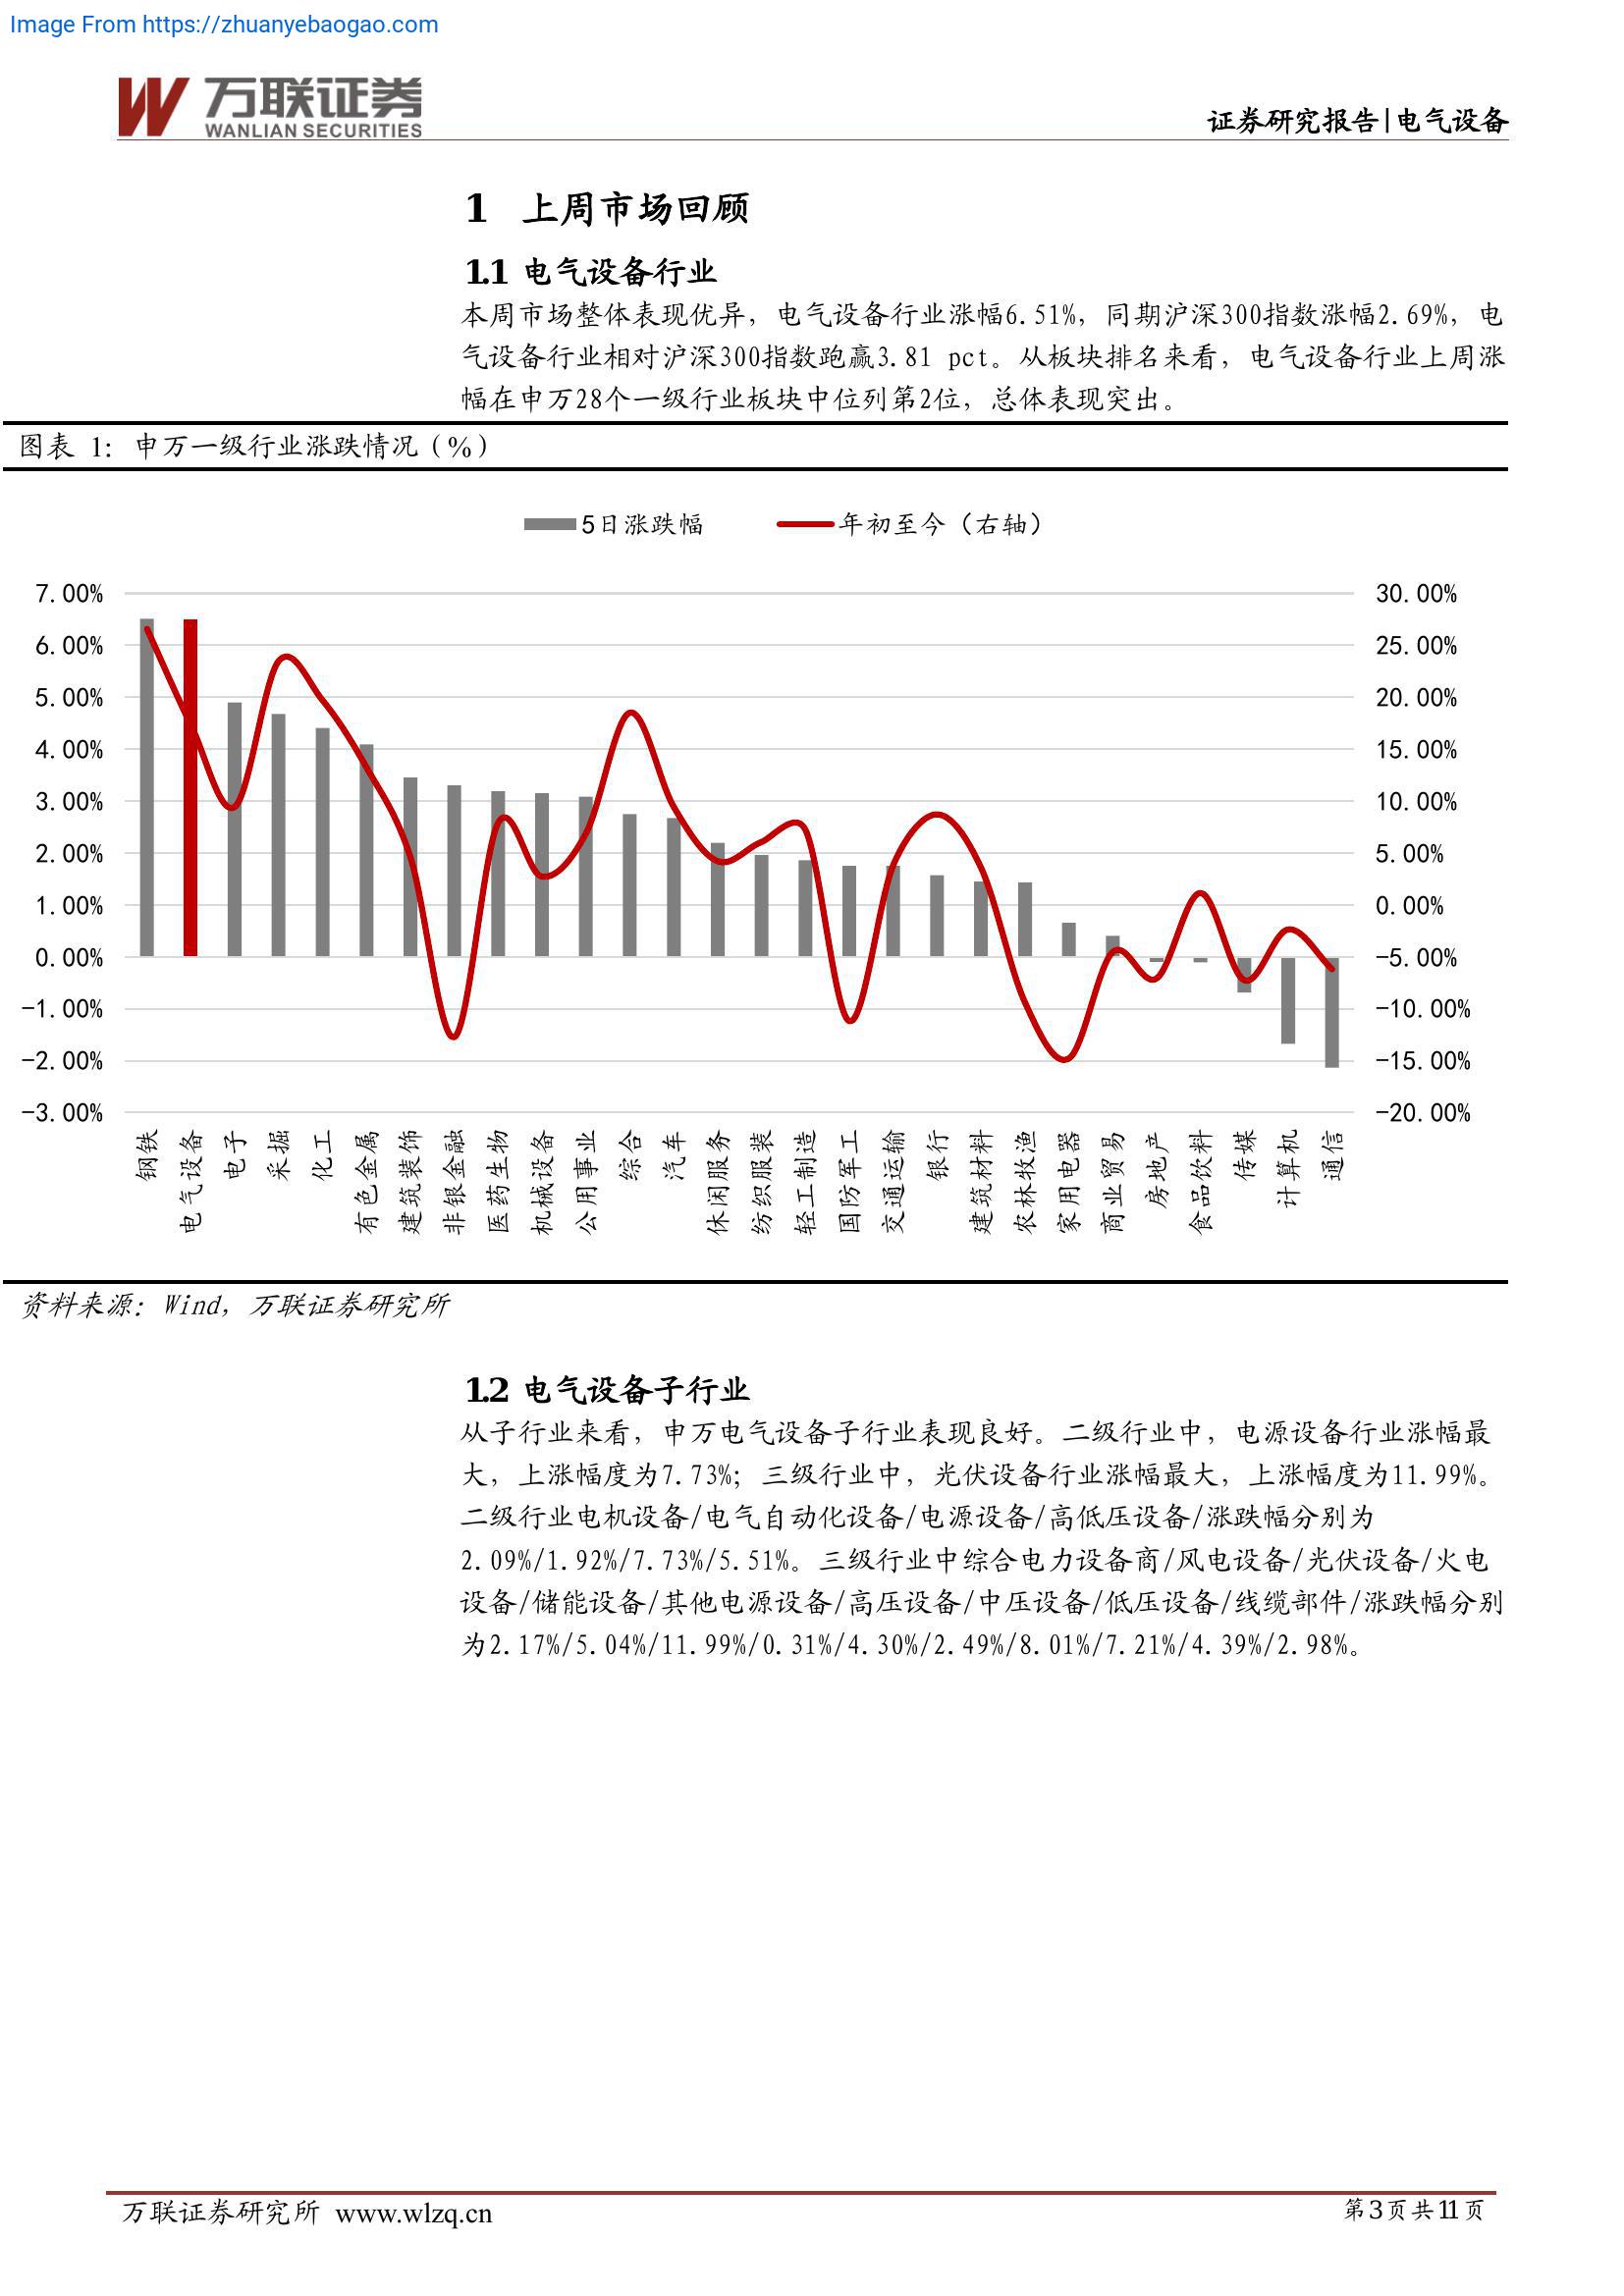 Image From https://zhuanyebaogao.com
万联证券
WANLIAN SECURITIES
证券研究报告|电气设备
1 上周市场回顾
1.1 电气设备行业
本周市场整体表现优异，电气设备行业涨幅6.51%，同期沪深300指数涨幅2.69%，电
气设备行业相对沪深300指数跑赢3.81 pct。从板块排名来看，电气设备行业上周涨
幅在申万28个一级行业板块中位列第2位，总体表现突出。
图表 1：申万一级行业涨跌情况（%）
5日涨跌幅 年初至今（右轴）
7.00% 30.00%
6.00% 25.00%
5.00% 20.00%
4.00% 15.00%
3.00% 10.00%
2.00% 5.00%
1.00% 0.00%
0.00% -5.00%
-1.00% -10.00%
-2.00% -15.00%
-3.00% -20.00%
钢铁
电气设备
电子
采掘
化工
有色金属
建筑装饰
非银金融
医药生物
机械设备
公用事业
综合
汽车
休闲服务
纺织服装
轻工制造
国防军工
交通运输
银行
建筑材料
农林牧渔
家用电器
商业贸易
房地产
食品饮料
传媒
计算机
通信
资料来源：Wind，万联证券研究所
1.2 电气设备子行业
从子行业来看，申万电气设备子行业表现良好。二级行业中，电源设备行业涨幅最
大，上涨幅度为7.73%；三级行业中，光伏设备行业涨幅最大，上涨幅度为11.99%。
二级行业电机设备/电气自动化设备/电源设备/高低压设备/涨跌幅分别为
2.09%/1.92%/7.73%/5.51%。三级行业中综合电力设备商/风电设备/光伏设备/火电
设备/储能设备/其他电源设备/高压设备/中压设备/低压设备/线缆部件/涨跌幅分别
为2.17%/5.04%/11.99%/0.31%/4.30%/2.49%/8.01%/7.21%/4.39%/2.98%。
万联证券研究所 www.wlzq.cn 第3页共11页